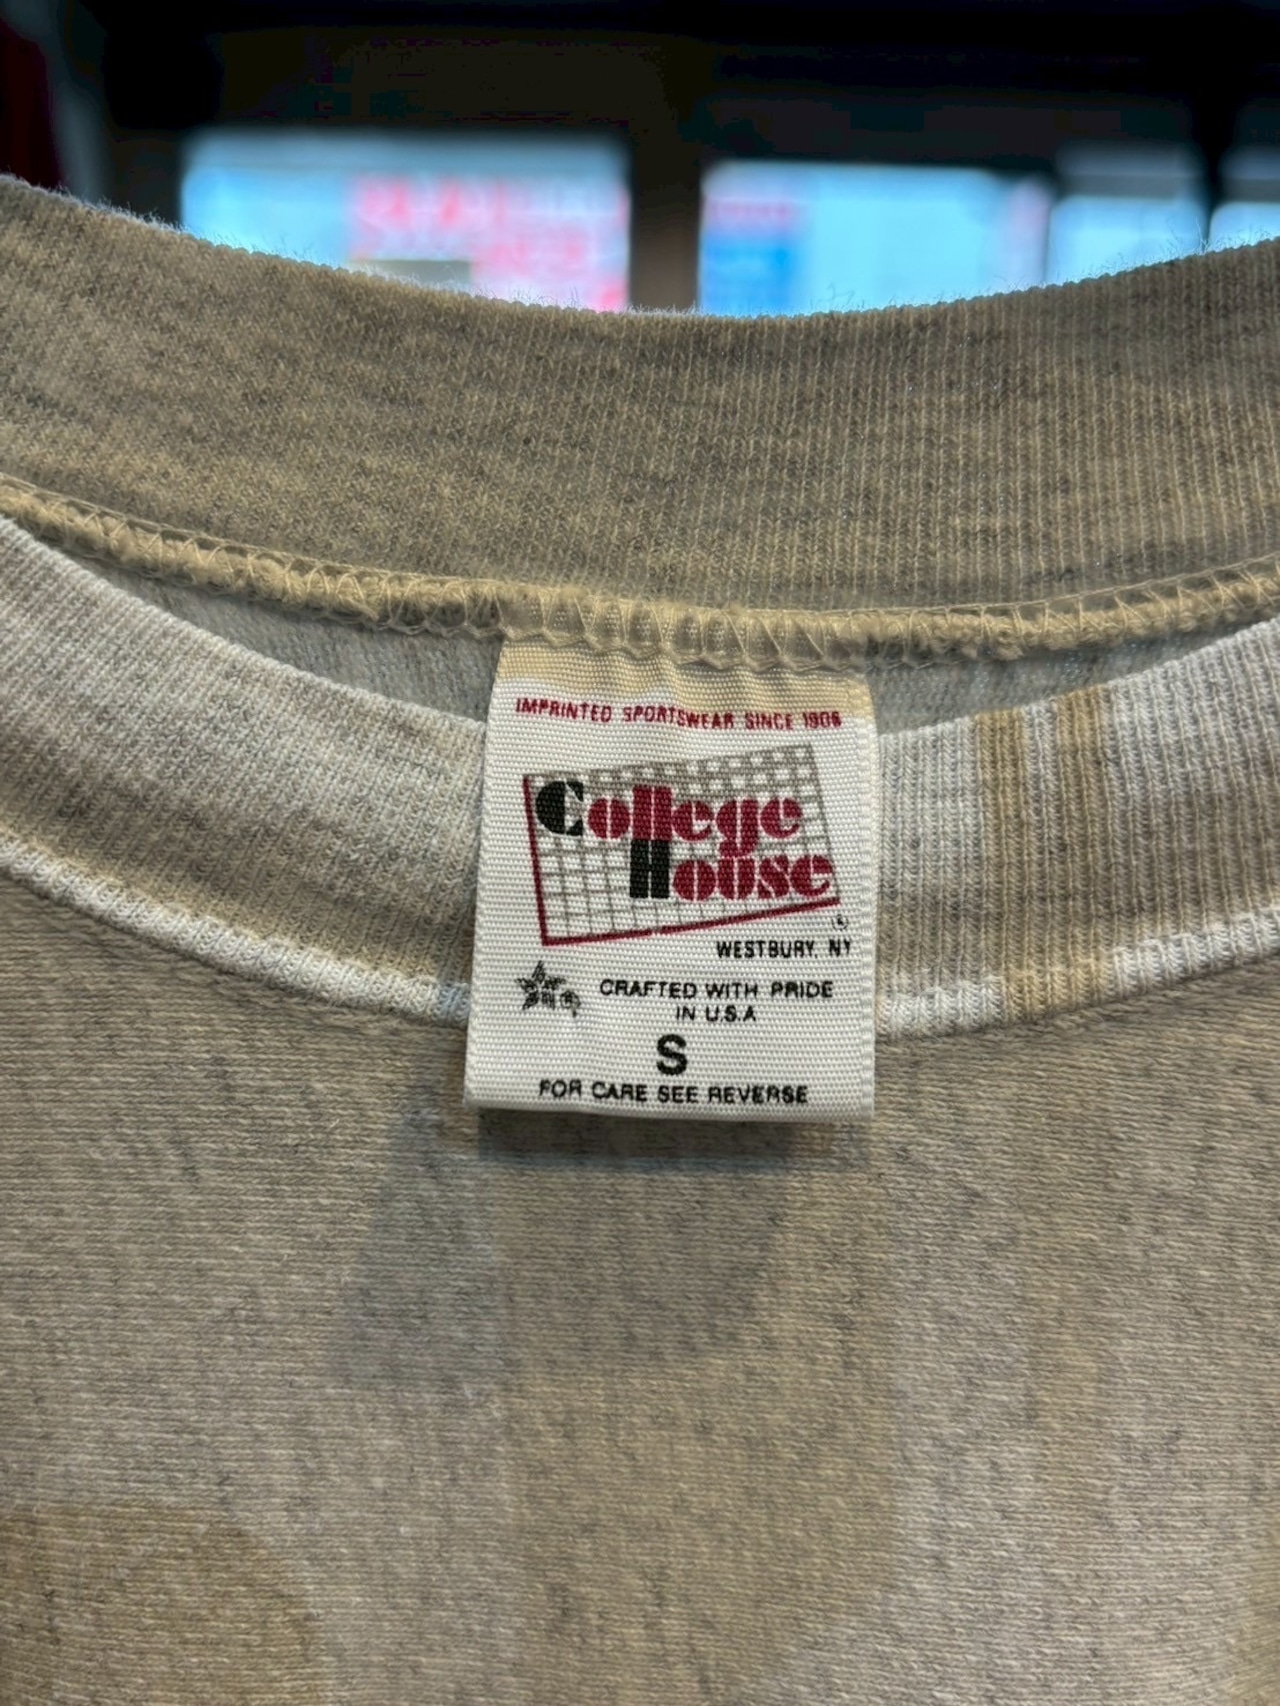 IMPRINTED SPORTSWEAR SINCE 1906
College
House
®
WESTBURY, NY
CRAFTED WITH PRIDE
IN U.S.A
S
FOR CARE SEE REVERSE